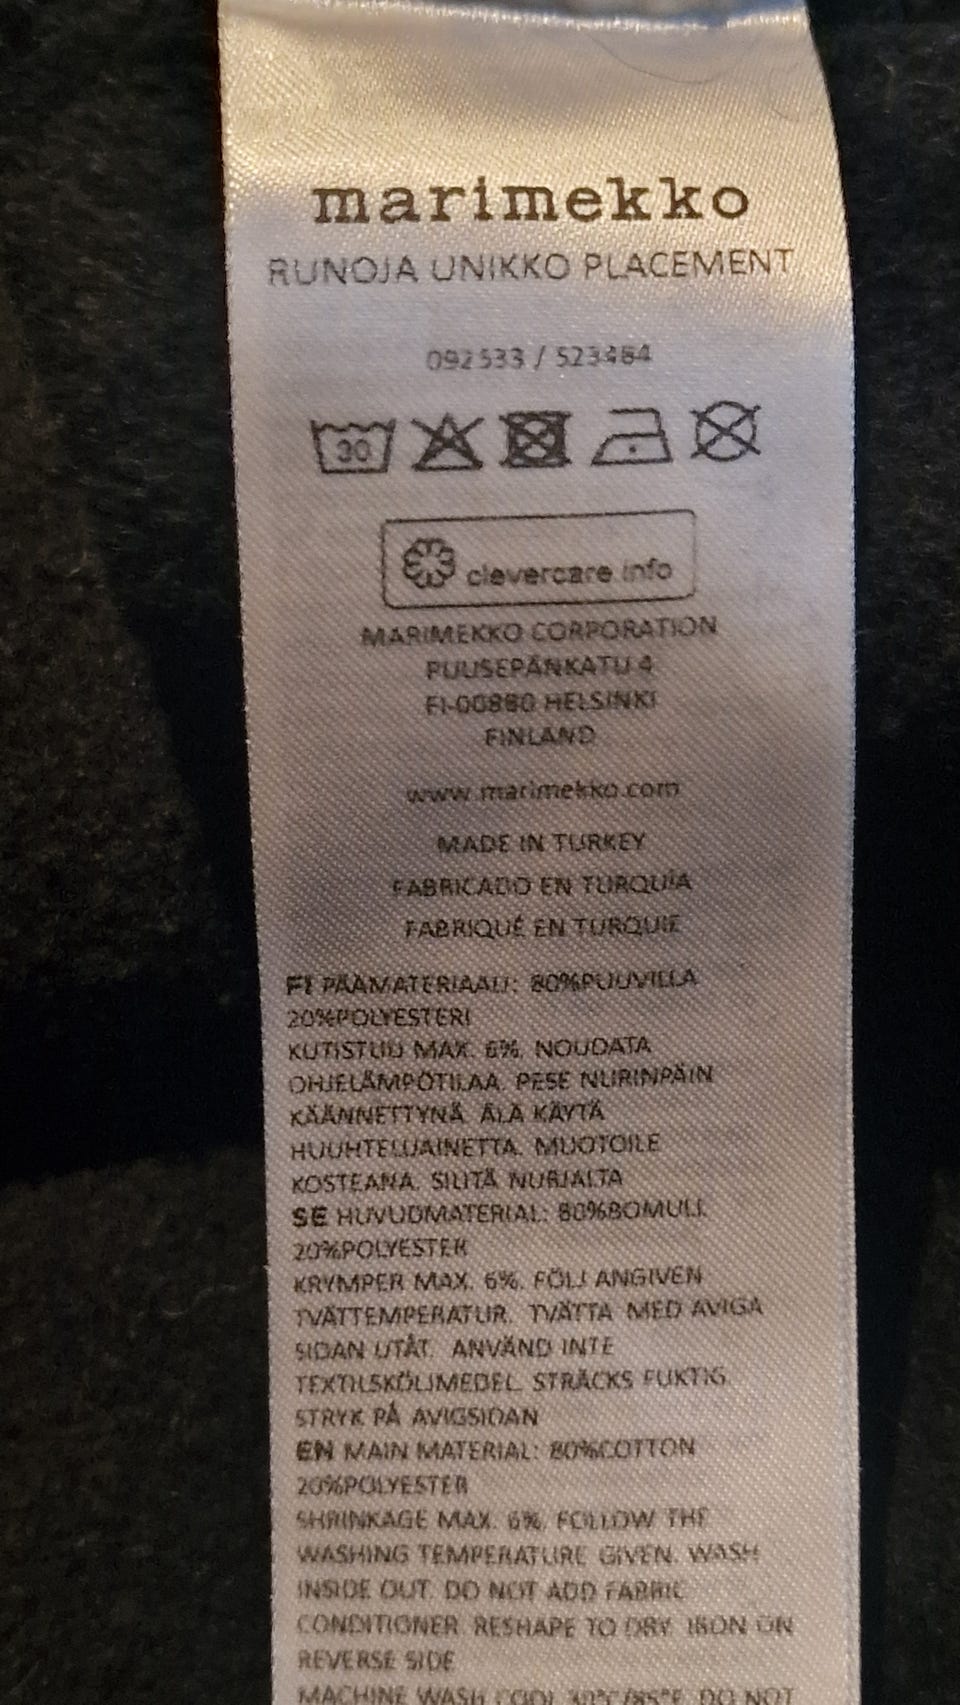 marimekko
RUNOJA UNIKKO PLACEMENT
092533 / 523484
30
clevercare.info
MARIMEKKO CORPORATION
PUUSEPÄNKATU 4
FI-00880 HELSINKI
FINLAND
www.marimekko.com
MADE IN TURKEY
FABRICADO EN TURQUÍA
FABRIQUÉ EN TURQUIE
FI PÄÄMATERIAALI: 80%PUUVILLA
20%POLYESTERI
KUTISTUU MAX. 6%. NOUDATA
OHJELÄMPÖTILAA. PESE NURINPÄIN
KÄÄNNETTYNÄ. ÄLÄ KÄYTÄ
HUUHTELUAINETTA. MUOTOILE
KOSTEANA. SILITÄ NURJALTA
SE HUVUDMATERIAL: 80%BOMULL
20%POLYESTER
KRYMPER MAX. 6%. FÖLJ ANGIVEN
TVÄTTEMPERATUR. TVÄTTA MED AVIGA
SIDAN UTÅT. ANVÄND INTE
TEXTILSKÖLJMEDEL. STRÄCKS FUKTIG.
STRYK PÅ AVIGSIDAN
EN MAIN MATERIAL: 80%COTTON
20%POLYESTER
SHRINKAGE MAX. 6%. FOLLOW THE
WASHING TEMPERATURE GIVEN. WASH
INSIDE OUT. DO NOT ADD FABRIC
CONDITIONER. RESHAPE TO DRY. IRON ON
REVERSE SIDE
MACHINE WASH COOL 30°C/85°F. DO NOT